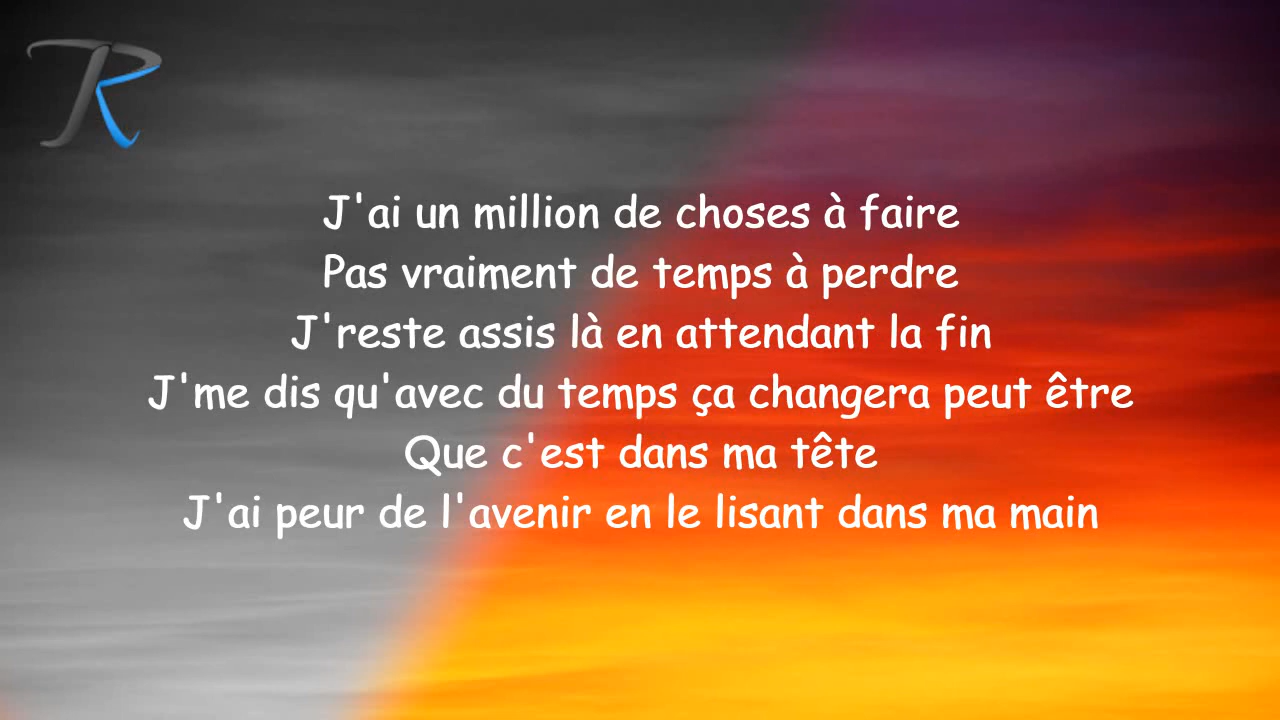 TR
J'ai un million de choses à faire
Pas vraiment de temps à perdre
J'reste assis là en attendant la fin
J'me dis qu'avec du temps ça changera peut être
Que c'est dans ma tête
J'ai peur de l'avenir en le lisant dans ma main